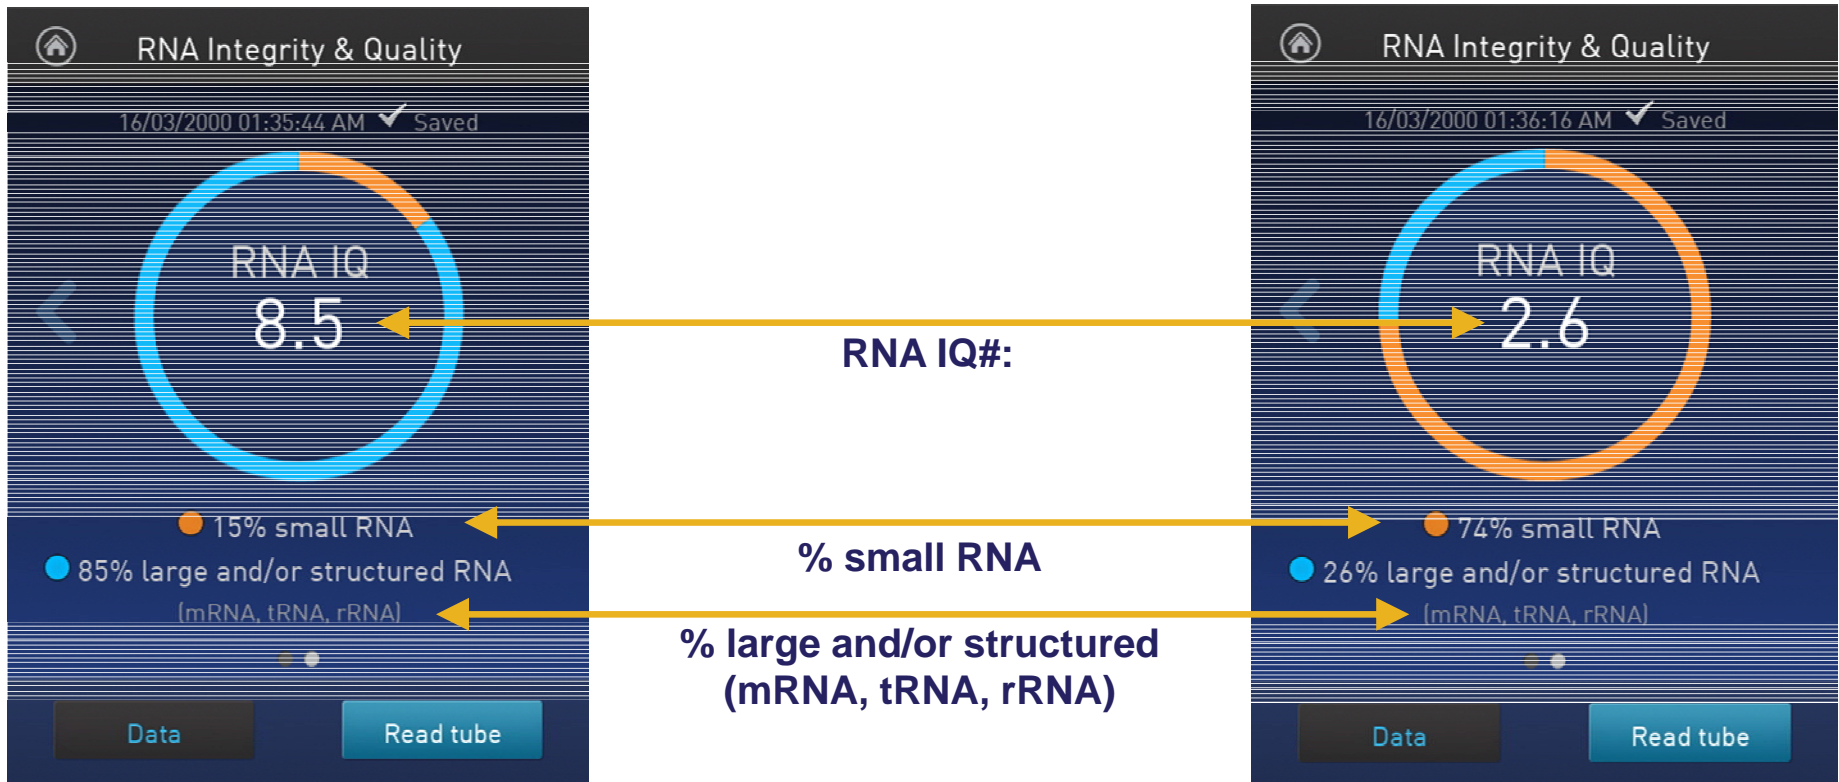 RNA Integrity & Quality
16/03/2000 01:35:44 AM Saved
RNA IQ
8.5
15% small RNA
85% large and/or structured RNA
(mRNA, tRNA, rRNA)
Data
Read tube
RNA IQ#:
% small RNA
% large and/or structured
(mRNA, tRNA, rRNA)
RNA Integrity & Quality
16/03/2000 01:36:16 AM Saved
RNA IQ
2.6
74% small RNA
26% large and/or structured RNA
(mRNA, tRNA, rRNA)
Data
Read tube